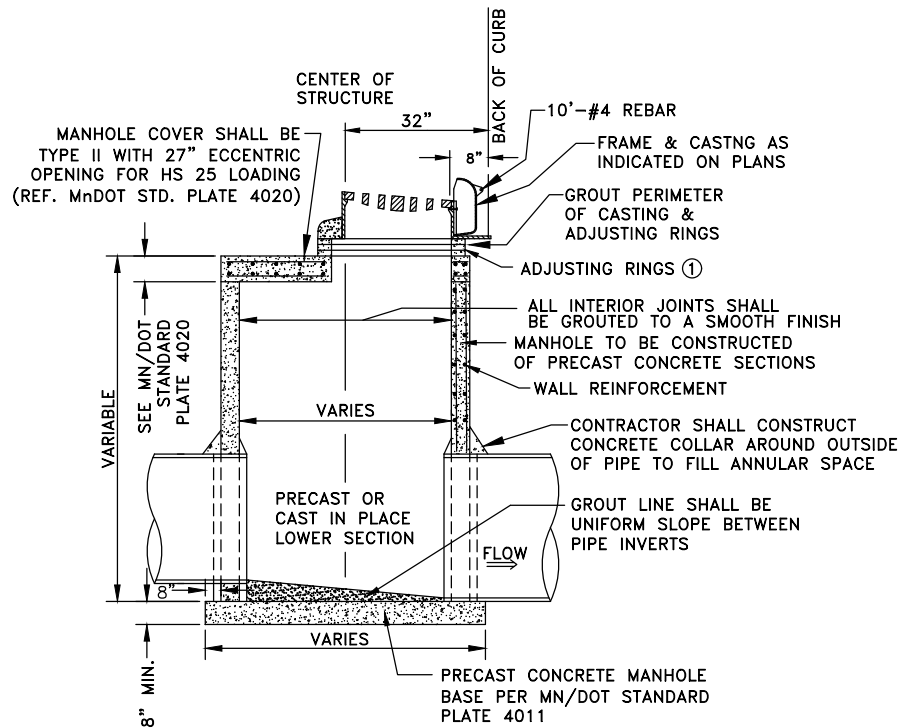 BACK OF CURB
CENTER OF
STRUCTURE
32"
8"
10'-#4 REBAR
MANHOLE COVER SHALL BE
TYPE II WITH 27" ECCENTRIC
OPENING FOR HS 25 LOADING
(REF. MnDOT STD. PLATE 4020)
FRAME & CASTNG AS
INDICATED ON PLANS
GROUT PERIMETER
OF CASTING &
ADJUSTING RINGS
ADJUSTING RINGS ①
ALL INTERIOR JOINTS SHALL
BE GROUTED TO A SMOOTH FINISH
MANHOLE TO BE CONSTRUCTED
OF PRECAST CONCRETE SECTIONS
WALL REINFORCEMENT
VARIABLE
SEE MN/DOT
STANDARD
PLATE 4020
VARIES
CONTRACTOR SHALL CONSTRUCT
CONCRETE COLLAR AROUND OUTSIDE
OF PIPE TO FILL ANNULAR SPACE
PRECAST OR
CAST IN PLACE
LOWER SECTION
GROUT LINE SHALL BE
UNIFORM SLOPE BETWEEN
PIPE INVERTS
FLOW
8"
VARIES
8" MIN.
PRECAST CONCRETE MANHOLE
BASE PER MN/DOT STANDARD
PLATE 4011